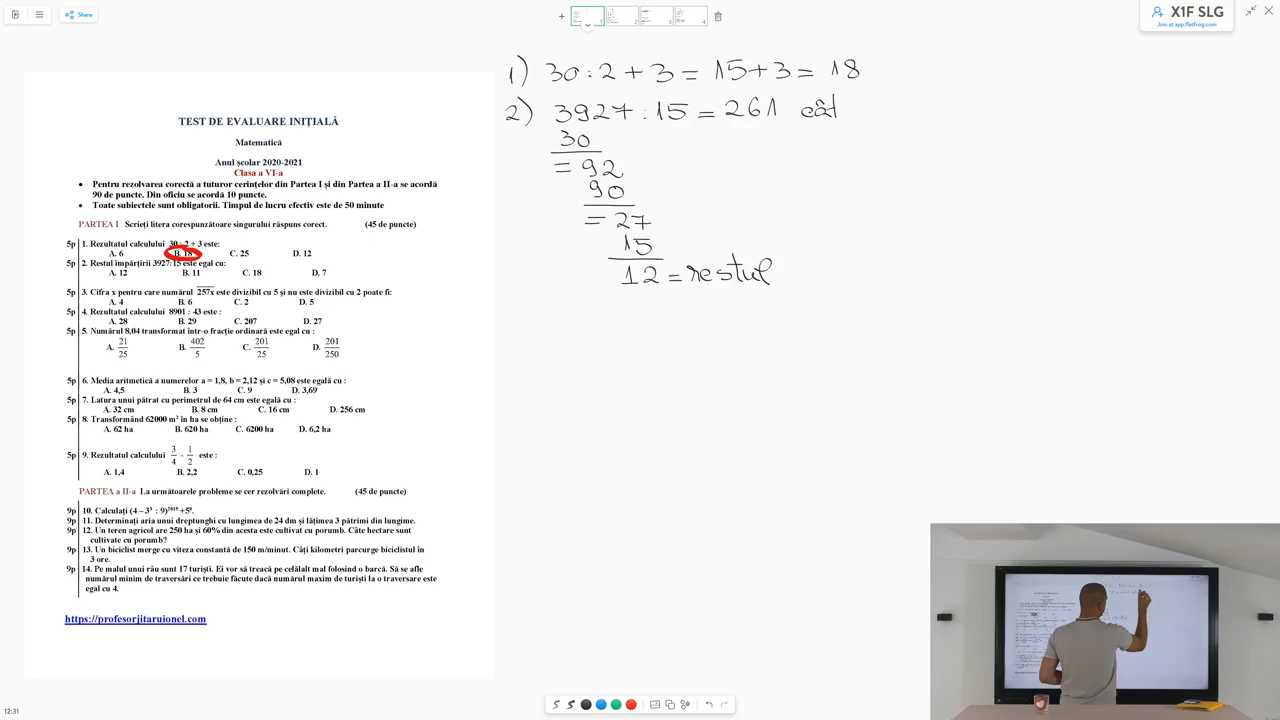 Share
1
2
3
4
X1F SLG
Join at app.flatfrog.com
TEST DE EVALUARE INIȚIALĂ
Matematică
Anul școlar 2020-2021
Clasa a VI-a
• Pentru rezolvarea corectă a tuturor cerințelor din Partea I și din Partea a II-a se acordă
90 de puncte. Din oficiu se acordă 10 puncte.
• Toate subiectele sunt obligatorii. Timpul de lucru efectiv este de 50 minute
PARTEA I Scrieți litera corespunzătoare singurului răspuns corect. (45 de puncte)
5p 1. Rezultatul calculului 30 : 2 + 3 este:
A. 6 B. 18 C. 25 D. 12
5p 2. Restul împărțirii 3927:15 este egal cu:
A. 12 B. 11 C. 18 D. 7
5p 3. Cifra x pentru care numărul 257x este divizibil cu 5 și nu este divizibil cu 2 poate fi:
A. 4 B. 6 C. 2 D. 5
5p 4. Rezultatul calculului 8901 : 43 este :
A. 28 B. 29 C. 207 D. 27
5p 5. Numărul 8,04 transformat într-o fracție ordinară este egal cu :
A. 21/25 B. 402/5 C. 201/25 D. 201/250
5p 6. Media aritmetică a numerelor a = 1,8, b = 2,12 și c = 5,08 este egală cu :
A. 4,5 B. 3 C. 9 D. 3,69
5p 7. Latura unui pătrat cu perimetrul de 64 cm este egală cu :
A. 32 cm B. 8 cm C. 16 cm D. 256 cm
5p 8. Transformând 62000 m² în ha se obține :
A. 62 ha B. 620 ha C. 6200 ha D. 6,2 ha
5p 9. Rezultatul calculului 3/4 - 1/2 este :
A. 1,4 B. 2,2 C. 0,25 D. 1
PARTEA a II-a La următoarele probleme se cer rezolvări complete. (45 de puncte)
9p 10. Calculați (4 – 3³ : 9)²⁰¹⁵ +5⁰.
9p 11. Determinați aria unui dreptunghi cu lungimea de 24 dm și lățimea 3 pătrimi din lungime.
9p 12. Un teren agricol are 250 ha și 60% din acesta este cultivat cu porumb. Câte hectare sunt
cultivate cu porumb?
9p 13. Un biciclist merge cu viteza constantă de 150 m/minut. Câți kilometri parcurge biciclistul în
3 ore.
9p 14. Pe malul unui râu sunt 17 turiști. Ei vor să treacă pe celălalt mal folosind o barcă. Să se afle
numărul minim de traversări ce trebuie făcute dacă numărul maxim de turiști la o traversare este
egal cu 4.
https://profesorjitaruionel.com
1) 30 : 2 + 3 = 15 + 3 = 18
2) 3927 : 15 = 261 cât
30
= 92
90
= 27
15
12 = restul
12:31